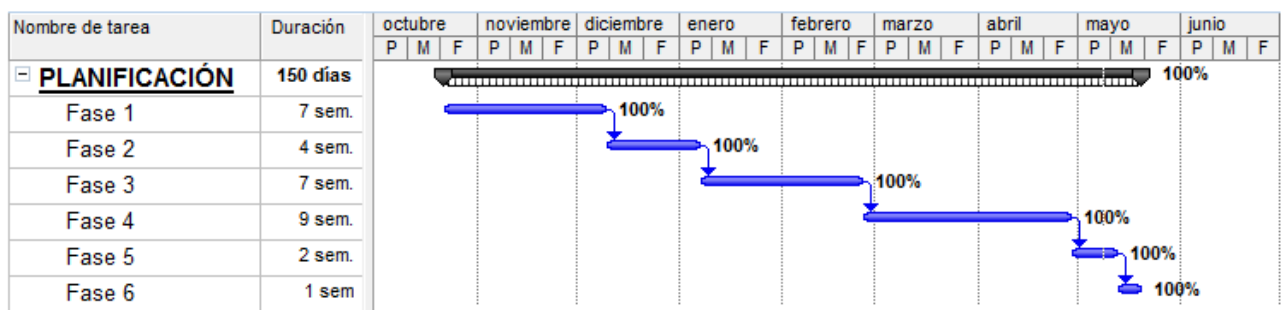 Nombre de tarea Duración octubre noviembre diciembre enero febrero marzo abril mayo junio
P M F P M F P M F P M F P M F P M F P M F P M F P M F
PLANIFICACIÓN 150 días 100%
Fase 1 7 sem. 100%
Fase 2 4 sem. 100%
Fase 3 7 sem. 100%
Fase 4 9 sem. 100%
Fase 5 2 sem. 100%
Fase 6 1 sem 100%